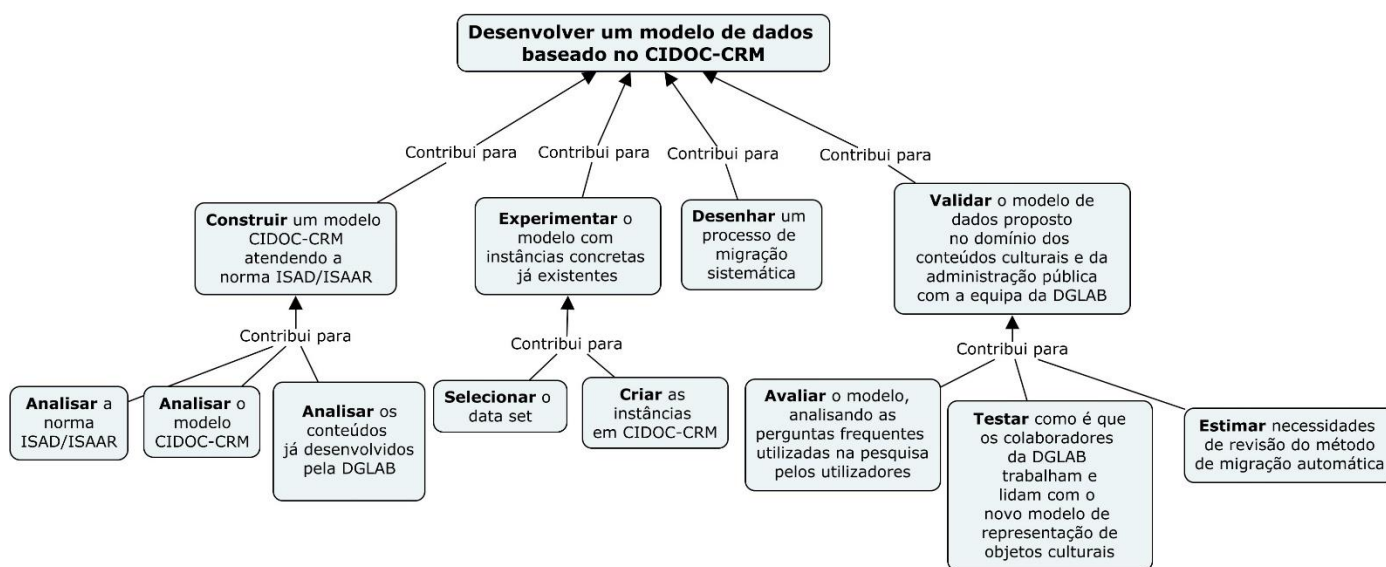 Desenvolver um modelo de dados
baseado no CIDOC-CRM
Contribui para
Contribui para
Contribui para
Contribui para
Construir um modelo
CIDOC-CRM
atendendo a
norma ISAD/ISAAR
Experimentar o
modelo com
instâncias concretas
já existentes
Desenhar um
processo de
migração
sistemática
Validar o modelo de
dados proposto
no domínio dos
conteúdos culturais e da
administração pública
com a equipa da DGLAB
Contribui para
Contribui para
Contribui para
Analisar a
norma
ISAD/ISAAR
Analisar o
modelo
CIDOC-CRM
Analisar os
conteúdos
já desenvolvidos
pela DGLAB
Selecionar o
data set
Criar as
instâncias
em CIDOC-CRM
Avaliar o modelo,
analisando as
perguntas frequentes
utilizadas na pesquisa
pelos utilizadores
Testar como é que
os colaboradores
da DGLAB
trabalham e
lidam com o
novo modelo de
representação de
objetos culturais
Estimar necessidades
de revisão do método
de migração automática